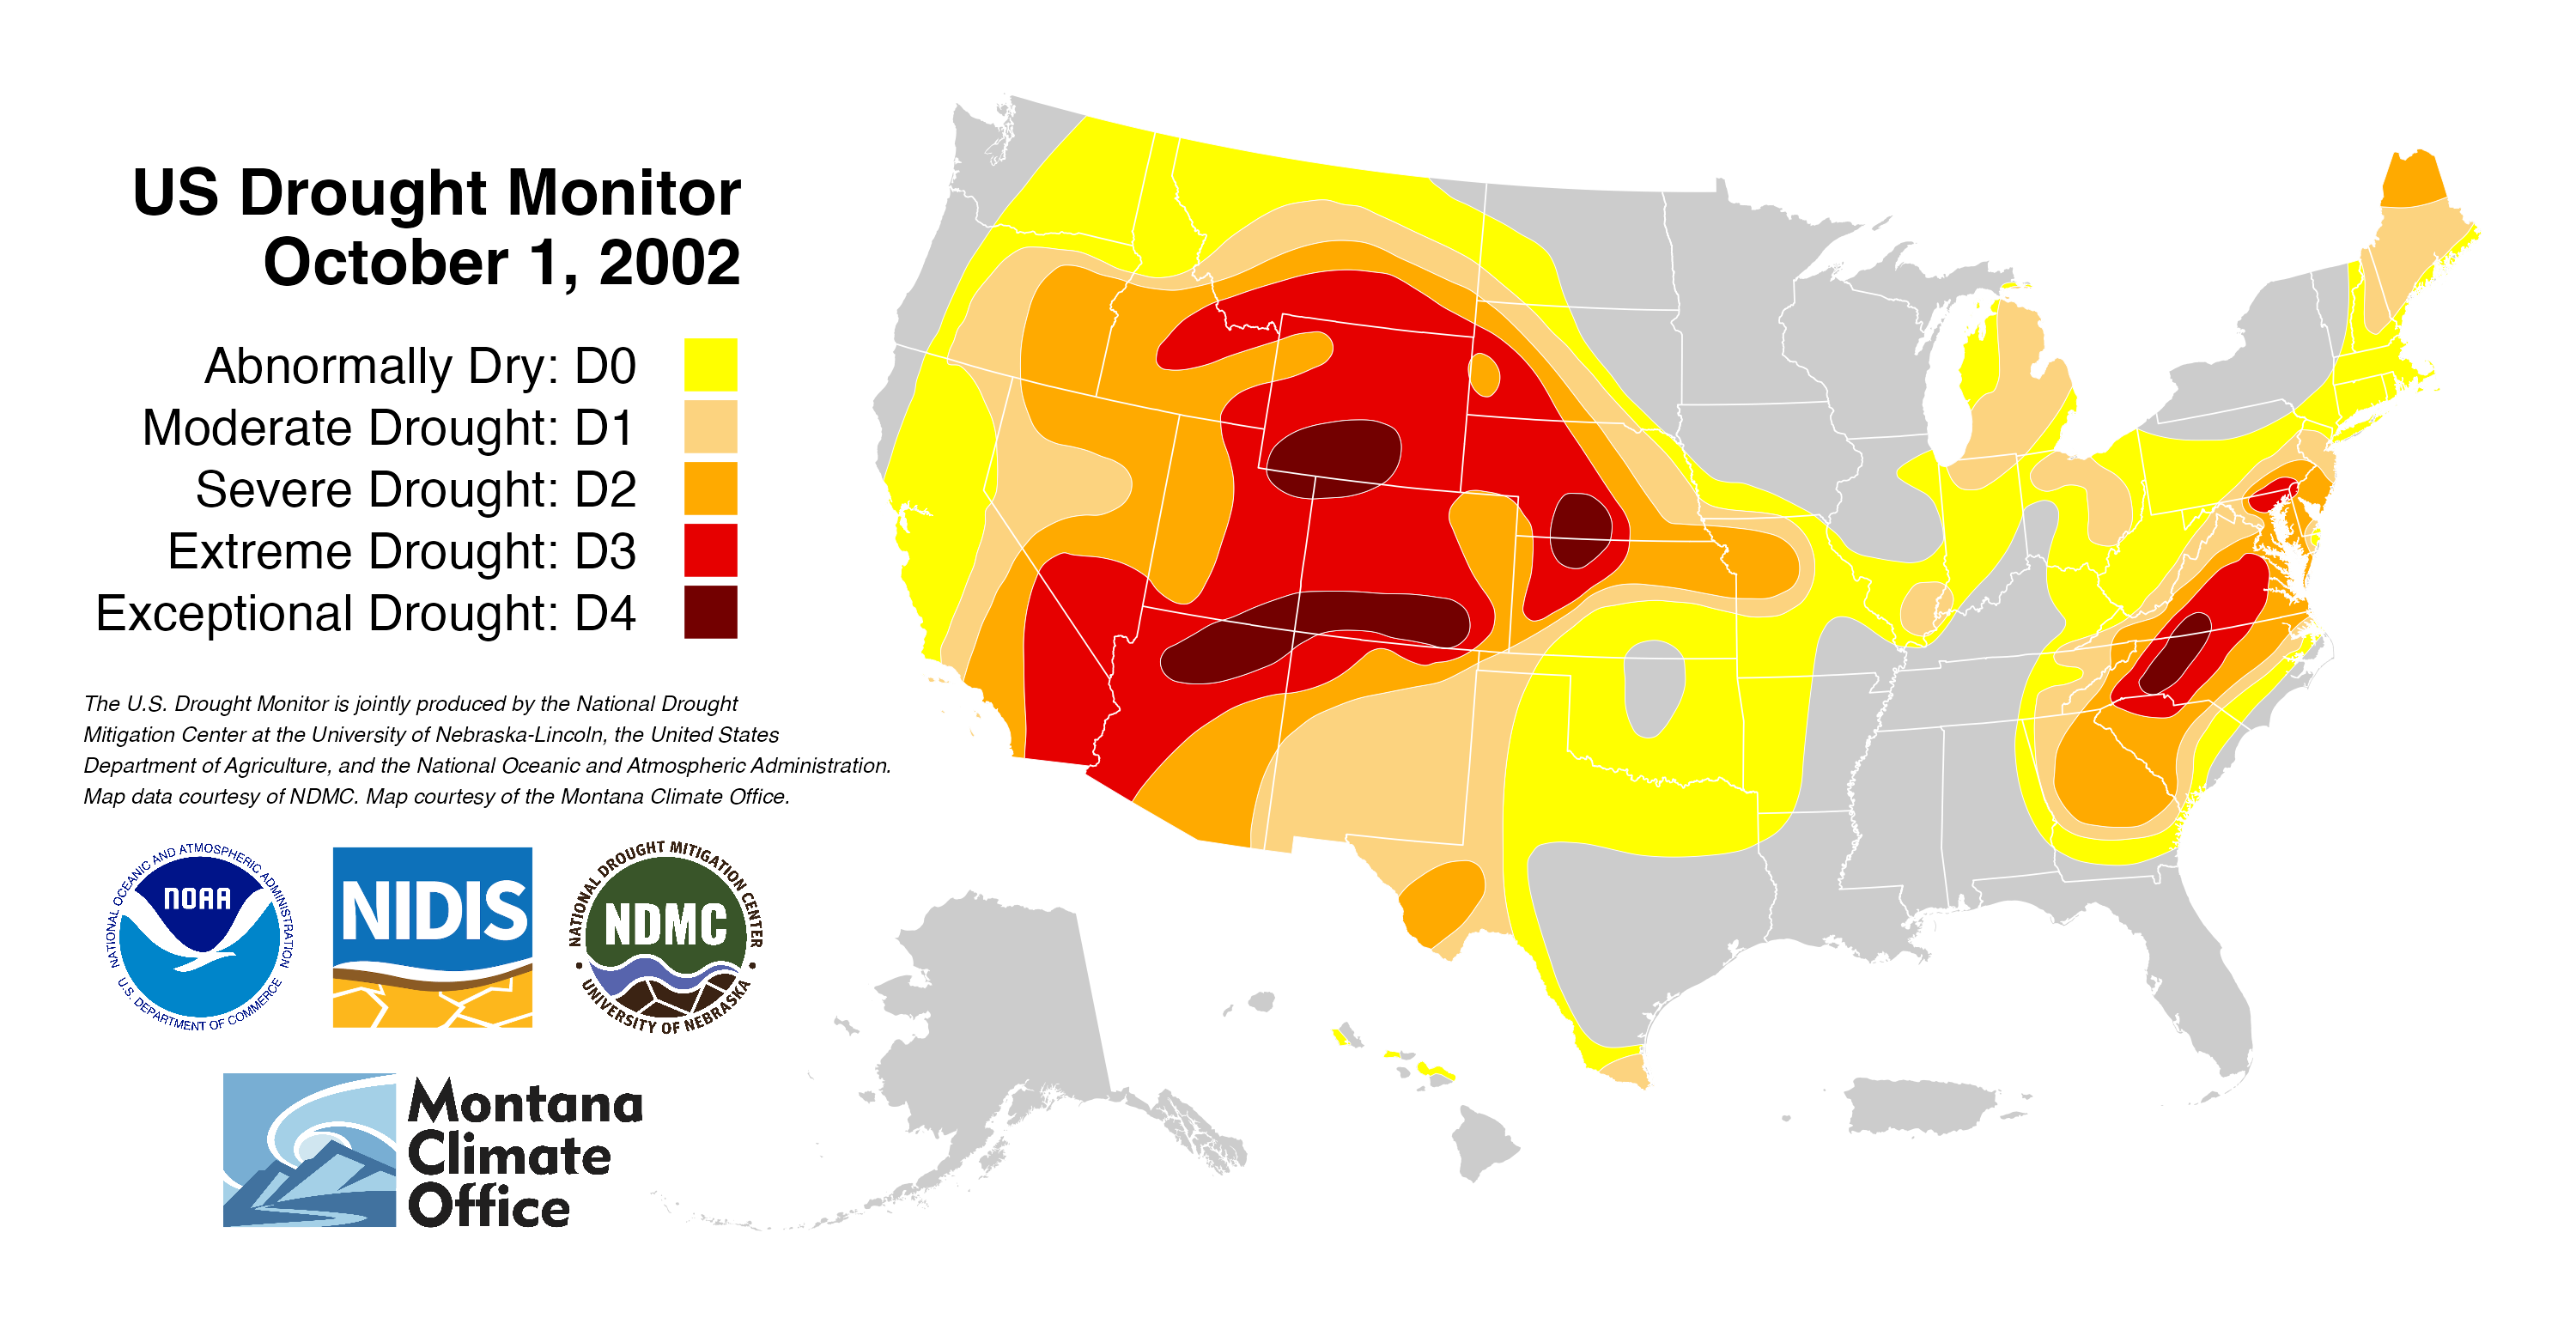 US Drought Monitor
October 1, 2002
Abnormally Dry: D0
Moderate Drought: D1
Severe Drought: D2
Extreme Drought: D3
Exceptional Drought: D4
The U.S. Drought Monitor is jointly produced by the National Drought
Mitigation Center at the University of Nebraska-Lincoln, the United States
Department of Agriculture, and the National Oceanic and Atmospheric Administration.
Map data courtesy of NDMC. Map courtesy of the Montana Climate Office.
NATIONAL OCEANIC AND ATMOSPHERIC ADMINISTRATION
NOAA
U.S. DEPARTMENT OF COMMERCE
NIDIS
NATIONAL DROUGHT MITIGATION CENTER
NDMC
UNIVERSITY OF NEBRASKA
Montana
Climate
Office